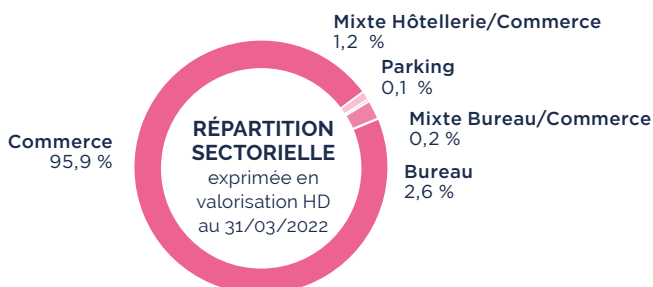 Mixte Hôtellerie/Commerce
1,2 %
Parking
0,1 %
Mixte Bureau/Commerce
0,2 %
Bureau
2,6 %
Commerce
95,9 %
RÉPARTITION
SECTORIELLE
exprimée en
valorisation HD
au 31/03/2022